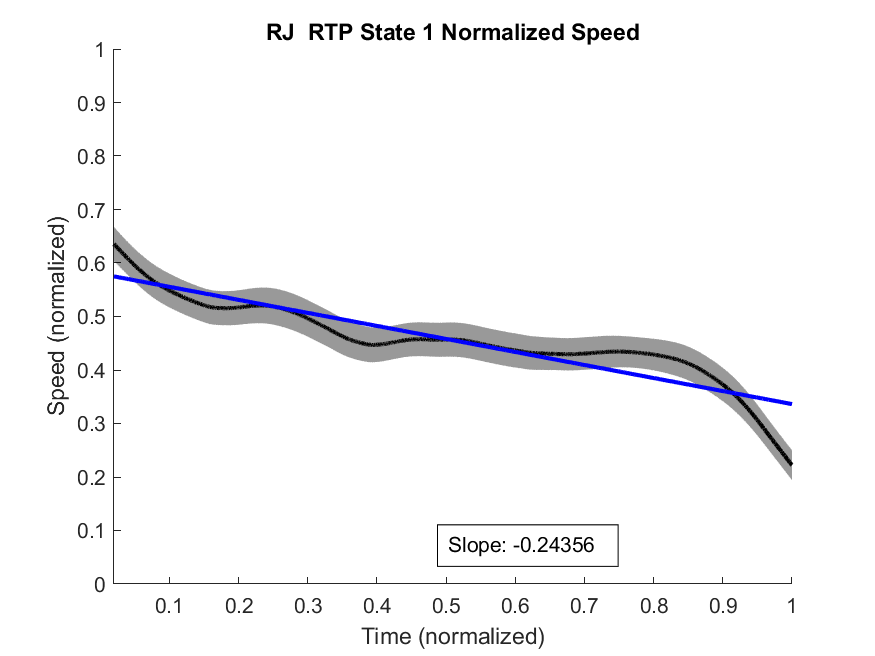 RJ  RTP State 1 Normalized Speed
1
0.9
0.8
0.7
0.6
0.5
0.4
0.3
0.2
0.1
0
Speed (normalized)
Slope: -0.24356
0.1 0.2 0.3 0.4 0.5 0.6 0.7 0.8 0.9 1
Time (normalized)